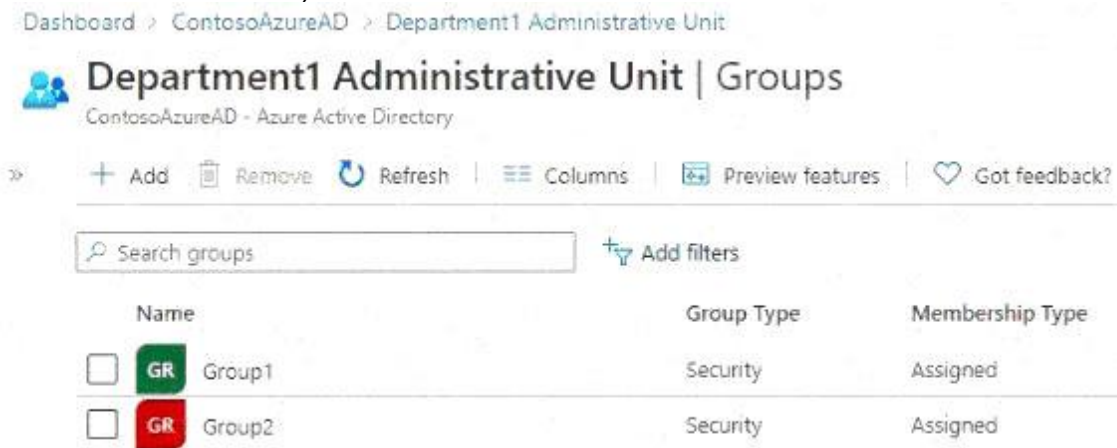 Dashboard > ContosoAzureAD > Department1 Administrative Unit
Department1 Administrative Unit | Groups
ContosoAzureAD - Azure Active Directory
» + Add Remove Refresh | Columns | Preview features | Got feedback?
Search groups Add filters
Name Group Type Membership Type
GR Group1 Security Assigned
GR Group2 Security Assigned